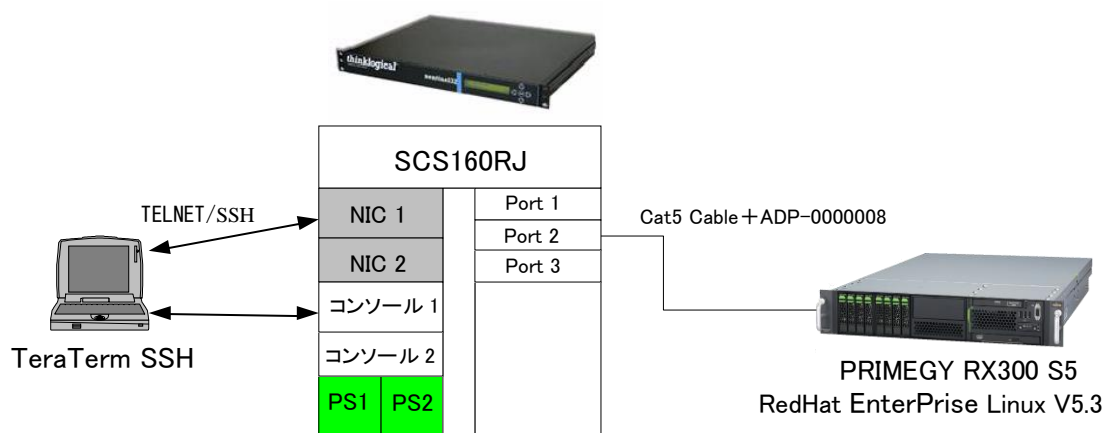 thinklogical
SCS160RJ
TELNET/SSH
NIC 1
NIC 2
コンソール 1
コンソール 2
PS1
PS2
Port 1
Port 2
Port 3
Cat5 Cable＋ADP-0000008
TeraTerm SSH
PRIMEGY RX300 S5
RedHat EnterPrise Linux V5.3